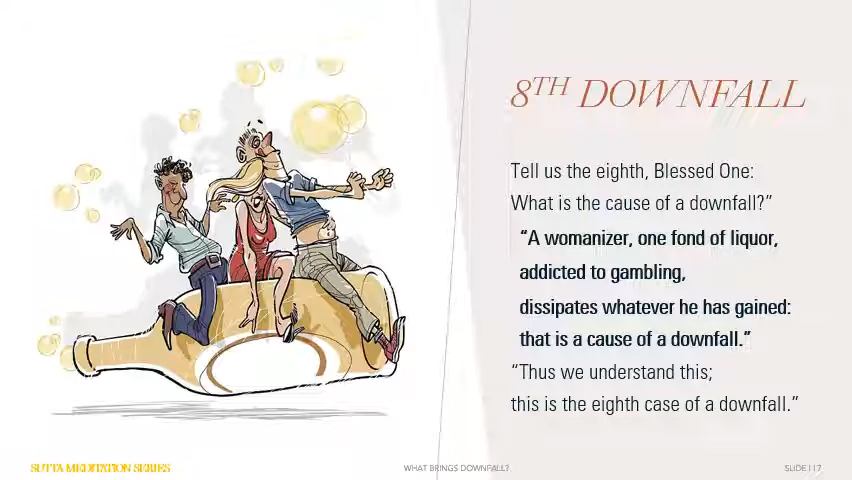 8TH DOWNFALL
Tell us the eighth, Blessed One:
What is the cause of a downfall?”
“A womanizer, one fond of liquor,
addicted to gambling,
dissipates whatever he has gained:
that is a cause of a downfall.”
“Thus we understand this;
this is the eighth case of a downfall.”
SUTTA MEDITATION SERIES
WHAT BRINGS DOWNFALL?
SLIDE | 17